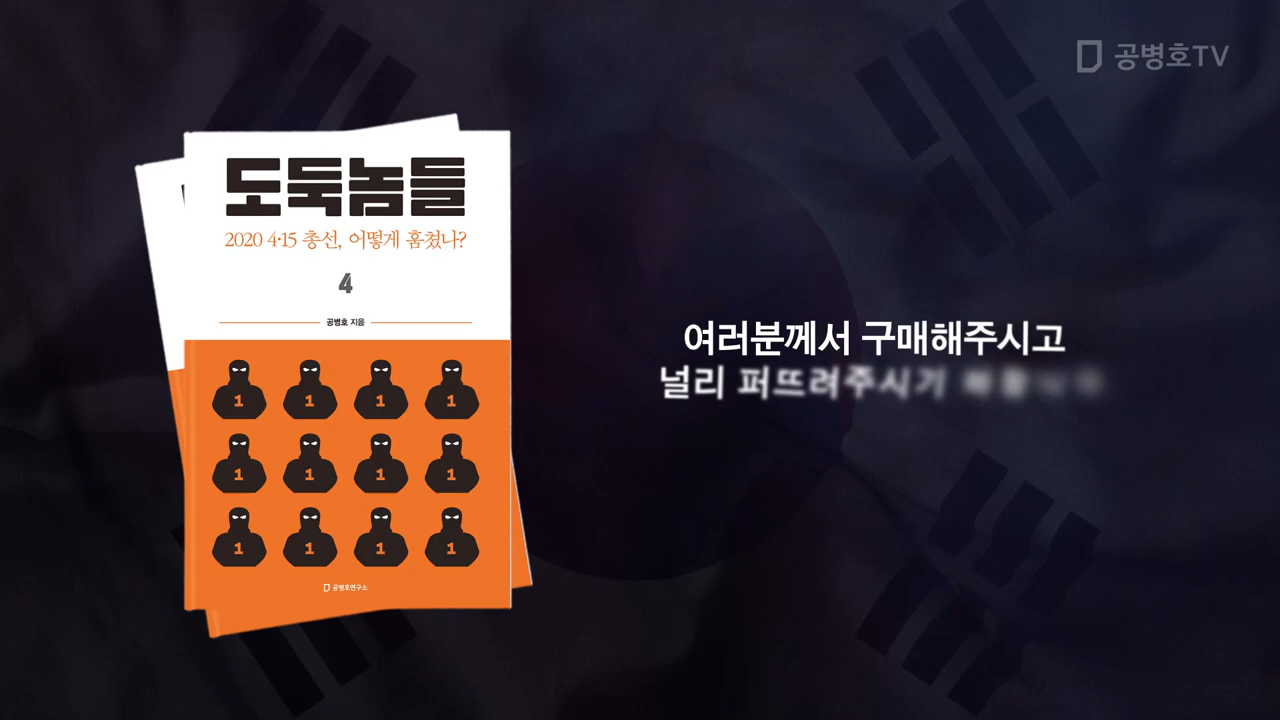 공병호TV
도둑놈들
2020 4·15 총선, 어떻게 훔쳤나?
4
공병호 지음
1 1 1 1
1 1 1 1
1 1 1 1
공병호연구소
여러분께서 구매해주시고
널리 퍼뜨려주시기